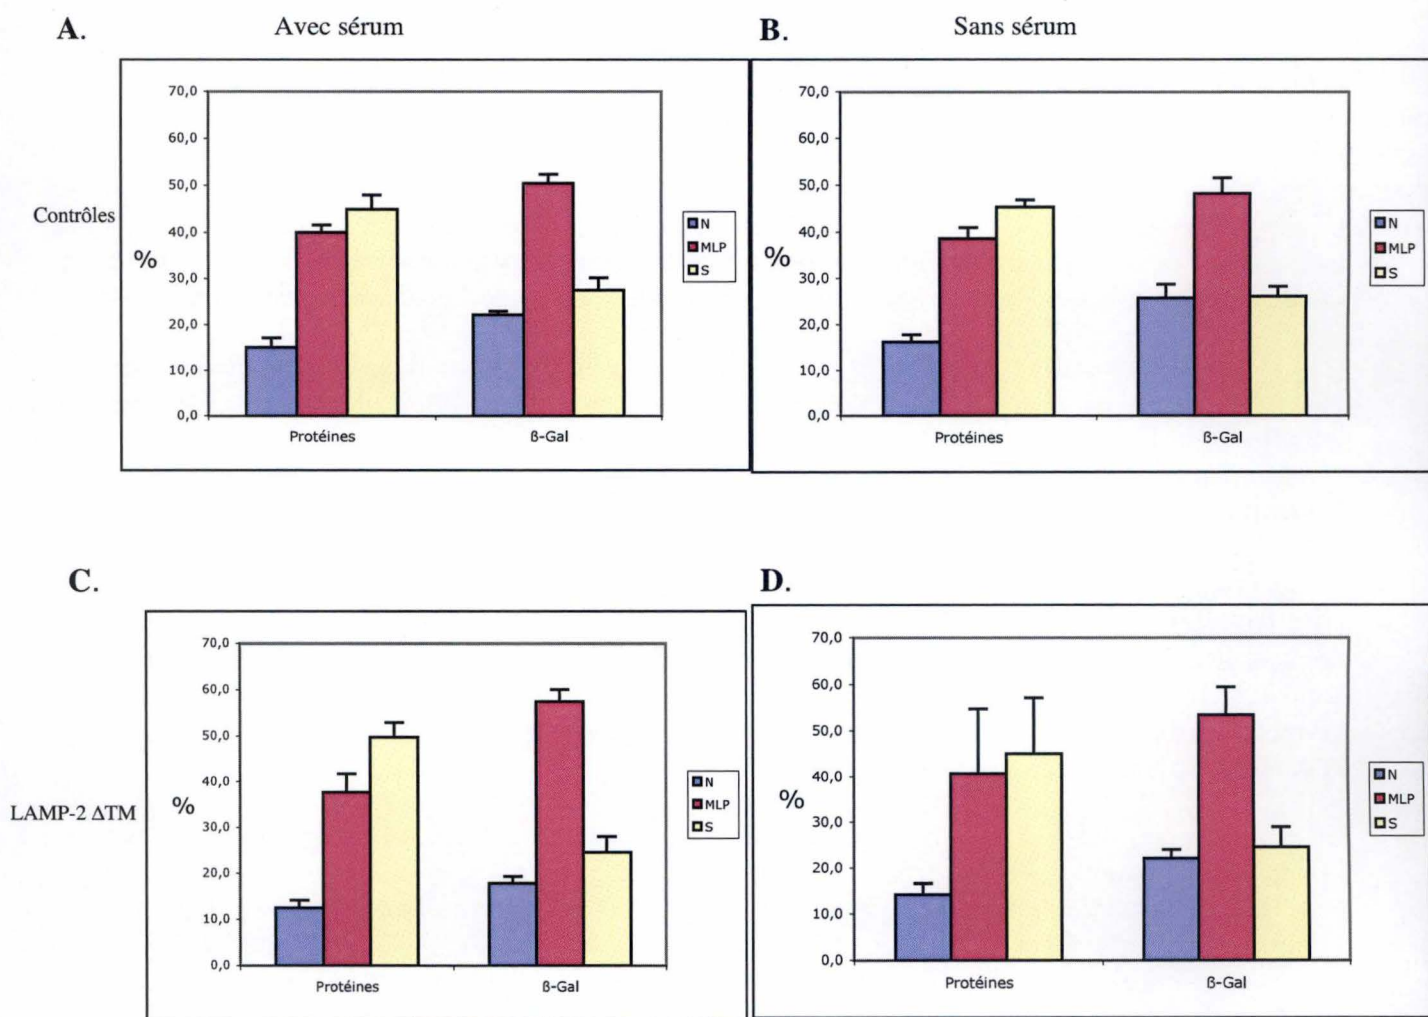 A.
Avec sérum
B.
Sans sérum
Contrôles
70,0
60,0
50,0
40,0
30,0
20,0
10,0
0,0
%
Protéines
ß-Gal
N
MLP
S
70,0
60,0
50,0
40,0
30,0
20,0
10,0
0,0
%
Protéines
ß-Gal
N
MLP
S
C.
D.
LAMP-2 ΔTM
70,0
60,0
50,0
40,0
30,0
20,0
10,0
0,0
%
Protéines
ß-Gal
N
MLP
S
70,0
60,0
50,0
40,0
30,0
20,0
10,0
0,0
%
Protéines
ß-Gal
N
MLP
S